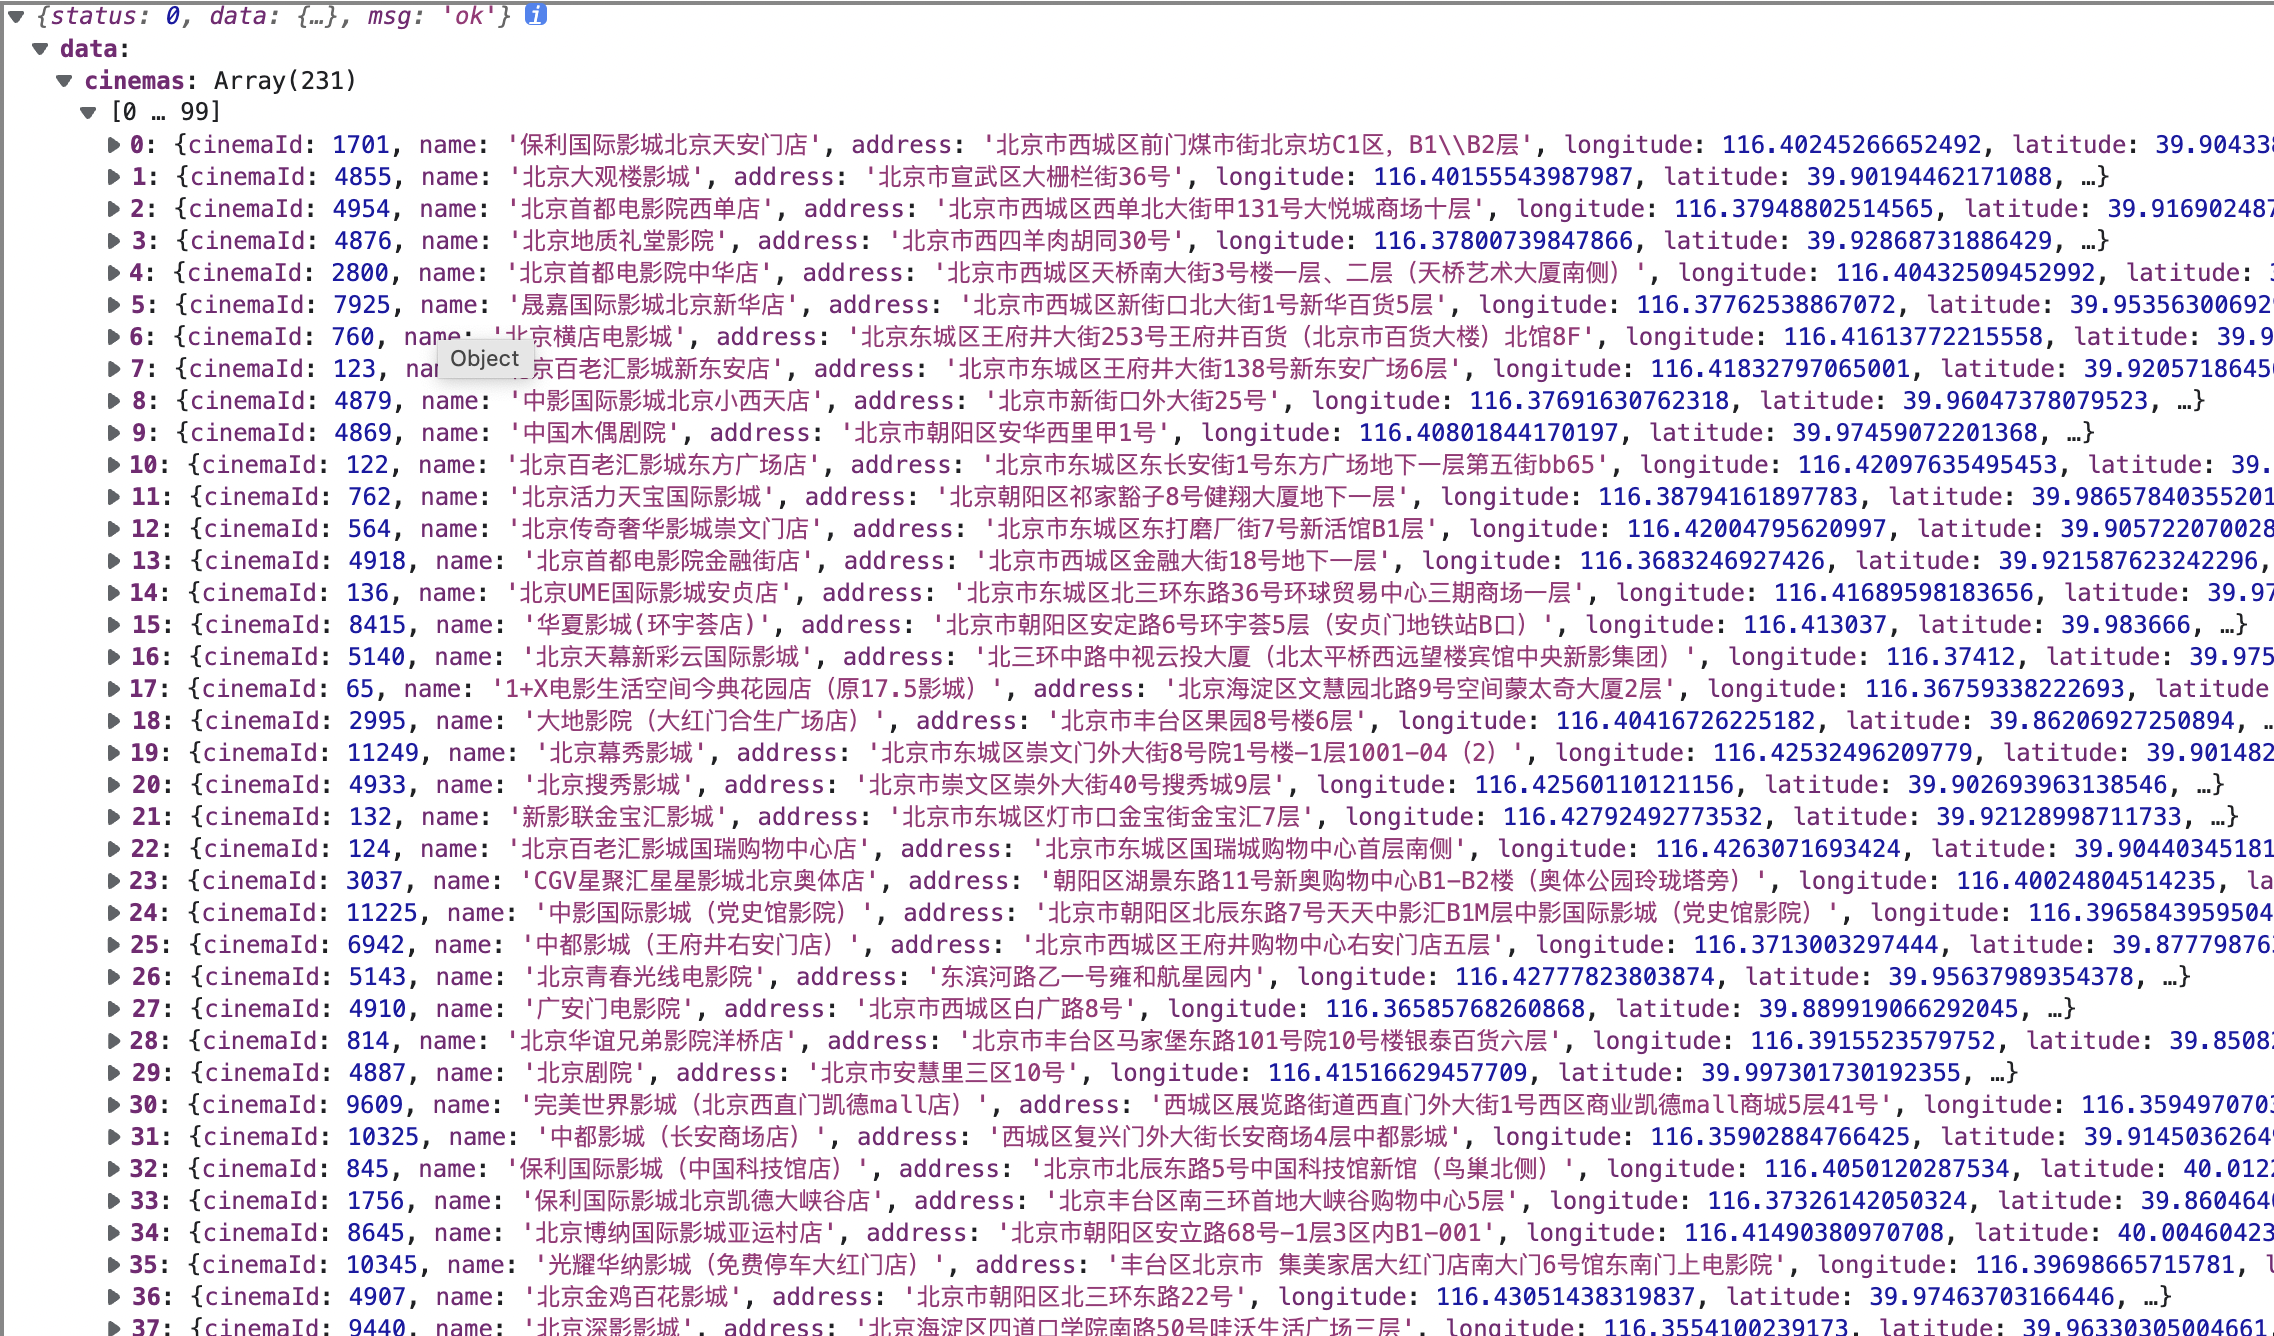 {status: 0, data: {…}, msg: 'ok'} i
data:
cinemas: Array(231)
[0 … 99]
0: {cinemaId: 1701, name: '保利国际影城北京天安门店', address: '北京市西城区前门煤市街北京坊C1区，B1\\B2层', longitude: 116.40245266652492, latitude: 39.90433
1: {cinemaId: 4855, name: '北京大观楼影城', address: '北京市宣武区大栅栏街36号', longitude: 116.40155543987987, latitude: 39.90194462171088, …}
2: {cinemaId: 4954, name: '北京首都电影院西单店', address: '北京市西城区西单北大街甲131号大悦城商场十层', longitude: 116.37948802514565, latitude: 39.916902487
3: {cinemaId: 4876, name: '北京地质礼堂影院', address: '北京市西四羊肉胡同30号', longitude: 116.37800739847866, latitude: 39.92868731886429, …}
4: {cinemaId: 2800, name: '北京首都电影院中华店', address: '北京市西城区天桥南大街3号楼一层、二层（天桥艺术大厦南侧）', longitude: 116.40432509452992, latitude:
5: {cinemaId: 7925, name: '晟嘉国际影城北京新华店', address: '北京市西城区新街口北大街1号新华百货5层', longitude: 116.37762538867072, latitude: 39.95356300692
6: {cinemaId: 760, name: '北京横店电影城', address: '北京东城区王府井大街253号王府井百货（北京市百货大楼）北馆8F', longitude: 116.41613772215558, latitude: 39.9
Object
7: {cinemaId: 123, na 京百老汇影城新东安店', address: '北京市东城区王府井大街138号新东安广场6层', longitude: 116.41832797065001, latitude: 39.9205718645
8: {cinemaId: 4879, name: '中影国际影城北京小西天店', address: '北京市新街口外大街25号', longitude: 116.37691630762318, latitude: 39.96047378079523, …}
9: {cinemaId: 4869, name: '中国木偶剧院', address: '北京市朝阳区安华西里甲1号', longitude: 116.40801844170197, latitude: 39.97459072201368, …}
10: {cinemaId: 122, name: '北京百老汇影城东方广场店', address: '北京市东城区东长安街1号东方广场地下一层第五街bb65', longitude: 116.42097635495453, latitude: 39.
11: {cinemaId: 762, name: '北京活力天宝国际影城', address: '北京朝阳区祁家豁子8号健翔大厦地下一层', longitude: 116.38794161897783, latitude: 39.98657840355201
12: {cinemaId: 564, name: '北京传奇奢华影城崇文门店', address: '北京市东城区东打磨厂街7号新活馆B1层', longitude: 116.42004795620997, latitude: 39.905722070028
13: {cinemaId: 4918, name: '北京首都电影院金融街店', address: '北京市西城区金融大街18号地下一层', longitude: 116.3683246927426, latitude: 39.921587623242296,
14: {cinemaId: 136, name: '北京UME国际影城安贞店', address: '北京市东城区北三环东路36号环球贸易中心三期商场一层', longitude: 116.41689598183656, latitude: 39.97
15: {cinemaId: 8415, name: '华夏影城(环宇荟店)', address: '北京市朝阳区安定路6号环宇荟5层（安贞门地铁站B口）', longitude: 116.413037, latitude: 39.983666, …}
16: {cinemaId: 5140, name: '北京天幕新彩云国际影城', address: '北三环中路中视云投大厦（北太平桥西远望楼宾馆中央新影集团）', longitude: 116.37412, latitude: 39.975
17: {cinemaId: 65, name: '1+X电影生活空间今典花园店（原17.5影城）', address: '北京海淀区文慧园北路9号空间蒙太奇大厦2层', longitude: 116.36759338222693, latitude
18: {cinemaId: 2995, name: '大地影院（大红门合生广场店）', address: '北京市丰台区果园8号楼6层', longitude: 116.40416726225182, latitude: 39.86206927250894, …
19: {cinemaId: 11249, name: '北京幕秀影城', address: '北京市东城区崇文门外大街8号院1号楼-1层1001-04（2）', longitude: 116.42532496209779, latitude: 39.901482
20: {cinemaId: 4933, name: '北京搜秀影城', address: '北京市崇文区崇外大街40号搜秀城9层', longitude: 116.42560110121156, latitude: 39.902693963138546, …}
21: {cinemaId: 132, name: '新影联金宝汇影城', address: '北京市东城区灯市口金宝街金宝汇7层', longitude: 116.42792492773532, latitude: 39.92128998711733, …}
22: {cinemaId: 124, name: '北京百老汇影城国瑞购物中心店', address: '北京市东城区国瑞城购物中心首层南侧', longitude: 116.4263071693424, latitude: 39.90440345181
23: {cinemaId: 3037, name: 'CGV星聚汇星星影城北京奥体店', address: '朝阳区湖景东路11号新奥购物中心B1-B2楼（奥体公园玲珑塔旁）', longitude: 116.40024804514235, la
24: {cinemaId: 11225, name: '中影国际影城（党史馆影院）', address: '北京市朝阳区北辰东路7号天天中影汇B1M层中影国际影城（党史馆影院）', longitude: 116.3965843959504
25: {cinemaId: 6942, name: '中都影城（王府井右安门店）', address: '北京市西城区王府井购物中心右安门店五层', longitude: 116.3713003297444, latitude: 39.87779876
26: {cinemaId: 5143, name: '北京青春光线电影院', address: '东滨河路乙一号雍和航星园内', longitude: 116.42777823803874, latitude: 39.95637989354378, …}
27: {cinemaId: 4910, name: '广安门电影院', address: '北京市西城区白广路8号', longitude: 116.36585768260868, latitude: 39.889919066292045, …}
28: {cinemaId: 814, name: '北京华谊兄弟影院洋桥店', address: '北京市丰台区马家堡东路101号院10号楼银泰百货六层', longitude: 116.3915523579752, latitude: 39.8508
29: {cinemaId: 4887, name: '北京剧院', address: '北京市安慧里三区10号', longitude: 116.41516629457709, latitude: 39.997301730192355, …}
30: {cinemaId: 9609, name: '完美世界影城（北京西直门凯德mall店）', address: '西城区展览路街道西直门外大街1号西区商业凯德mall商城5层41号', longitude: 116.359497070
31: {cinemaId: 10325, name: '中都影城（长安商场店）', address: '西城区复兴门外大街长安商场4层中都影城', longitude: 116.35902884766425, latitude: 39.9145036264
32: {cinemaId: 845, name: '保利国际影城（中国科技馆店）', address: '北京市北辰东路5号中国科技馆新馆（鸟巢北侧）', longitude: 116.4050120287534, latitude: 40.012
33: {cinemaId: 1756, name: '保利国际影城北京凯德大峡谷店', address: '北京丰台区南三环首地大峡谷购物中心5层', longitude: 116.37326142050324, latitude: 39.860464
34: {cinemaId: 8645, name: '北京博纳国际影城亚运村店', address: '北京市朝阳区安立路68号-1层3区内B1-001', longitude: 116.41490380970708, latitude: 40.00460423
35: {cinemaId: 10345, name: '光耀华纳影城（免费停车大红门店）', address: '丰台区北京市 集美家居大红门店南大门6号馆东南门上电影院', longitude: 116.39698665715781,
36: {cinemaId: 4907, name: '北京金鸡百花影城', address: '北京市朝阳区北三环东路22号', longitude: 116.43051438319837, latitude: 39.97463703166446, …}
37: {cinemaId: 9440, name: '北京深影影城', address: '北京海淀区四道口学院南路50号哇沃生活广场三层', longitude: 116.3554100239173, latitude: 39.96330305004661,